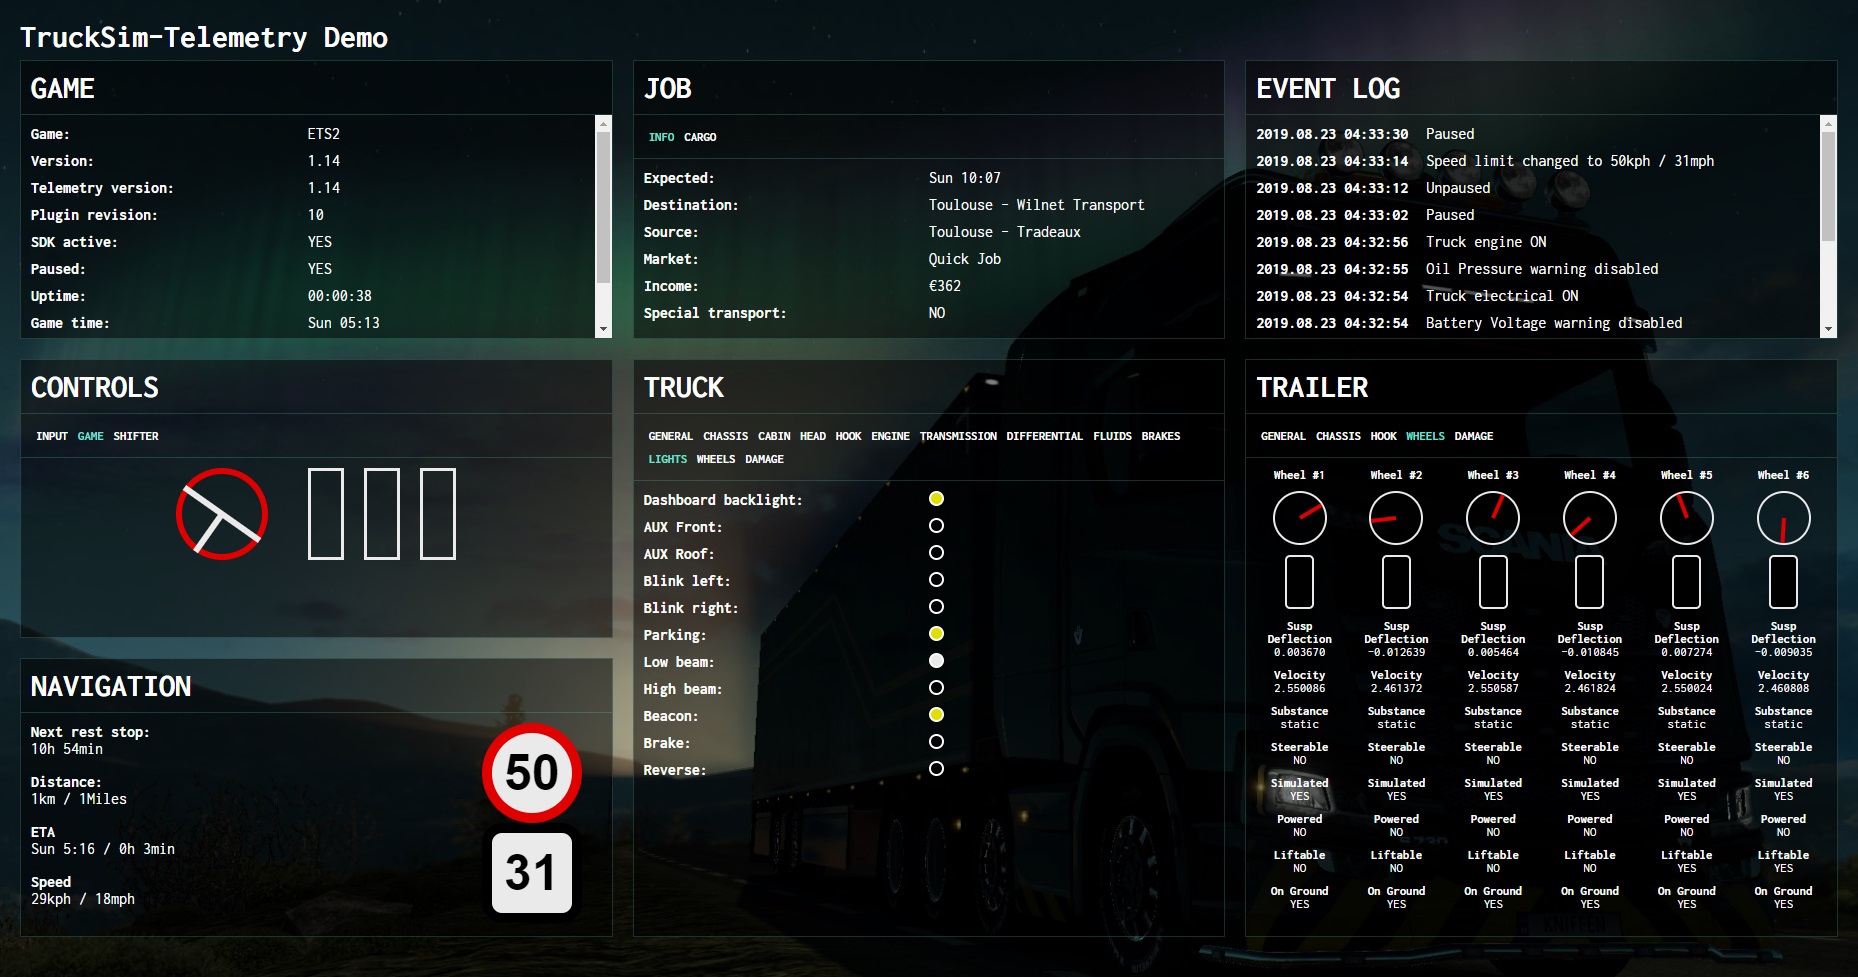 TruckSim-Telemetry Demo
GAME
Game: ETS2
Version: 1.14
Telemetry version: 1.14
Plugin revision: 10
SDK active: YES
Paused: YES
Uptime: 00:00:38
Game time: Sun 05:13
JOB
INFO CARGO
Expected: Sun 10:07
Destination: Toulouse - Wilnet Transport
Source: Toulouse - Tradeaux
Market: Quick Job
Income: €362
Special transport: NO
EVENT LOG
2019.08.23 04:33:30 Paused
2019.08.23 04:33:14 Speed limit changed to 50kph / 31mph
2019.08.23 04:33:12 Unpaused
2019.08.23 04:33:02 Paused
2019.08.23 04:32:56 Truck engine ON
2019.08.23 04:32:55 Oil Pressure warning disabled
2019.08.23 04:32:54 Truck electrical ON
2019.08.23 04:32:54 Battery Voltage warning disabled
CONTROLS
INPUT GAME SHIFTER
NAVIGATION
Next rest stop:
10h 54min
Distance:
1km / 1Miles
ETA
Sun 5:16 / 0h 3min
Speed
29kph / 18mph
50
31
TRUCK
GENERAL CHASSIS CABIN HEAD HOOK ENGINE TRANSMISSION DIFFERENTIAL FLUIDS BRAKES
LIGHTS WHEELS DAMAGE
Dashboard backlight:
AUX Front:
AUX Roof:
Blink left:
Blink right:
Parking:
Low beam:
High beam:
Beacon:
Brake:
Reverse:
TRAILER
GENERAL CHASSIS HOOK WHEELS DAMAGE
Wheel #1 Wheel #2 Wheel #3 Wheel #4 Wheel #5 Wheel #6
SCANIA
Susp Susp Susp Susp Susp Susp
Deflection Deflection Deflection Deflection Deflection Deflection
0.003670 -0.012639 0.005464 -0.010845 0.007274 -0.009035
Velocity Velocity Velocity Velocity Velocity Velocity
2.550086 2.461372 2.550587 2.461824 2.550024 2.460808
Substance Substance Substance Substance Substance Substance
static static static static static static
Steerable Steerable Steerable Steerable Steerable Steerable
NO NO NO NO NO NO
Simulated Simulated Simulated Simulated Simulated Simulated
YES YES YES YES YES YES
Powered Powered Powered Powered Powered Powered
NO NO NO NO NO NO
Liftable Liftable Liftable Liftable Liftable Liftable
NO NO NO NO YES YES
On Ground On Ground On Ground On Ground On Ground On Ground
YES YES YES YES YES YES